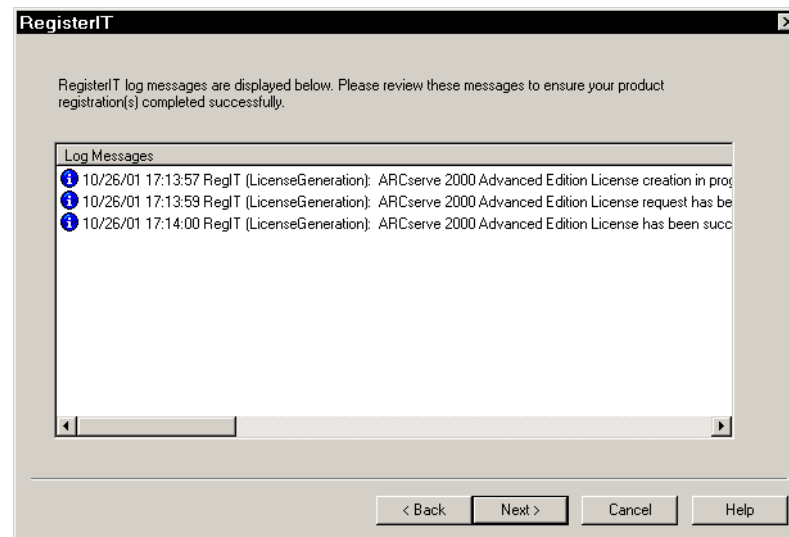 RegisterIT
RegisterIT log messages are displayed below. Please review these messages to ensure your product
registration(s) completed successfully.
Log Messages
10/26/01 17:13:57 RegIT (LicenseGeneration): ARCserve 2000 Advanced Edition License creation in prog
10/26/01 17:13:59 RegIT (LicenseGeneration): ARCserve 2000 Advanced Edition License request has be
10/26/01 17:14:00 RegIT (LicenseGeneration): ARCserve 2000 Advanced Edition License has been succ
< Back Next > Cancel Help